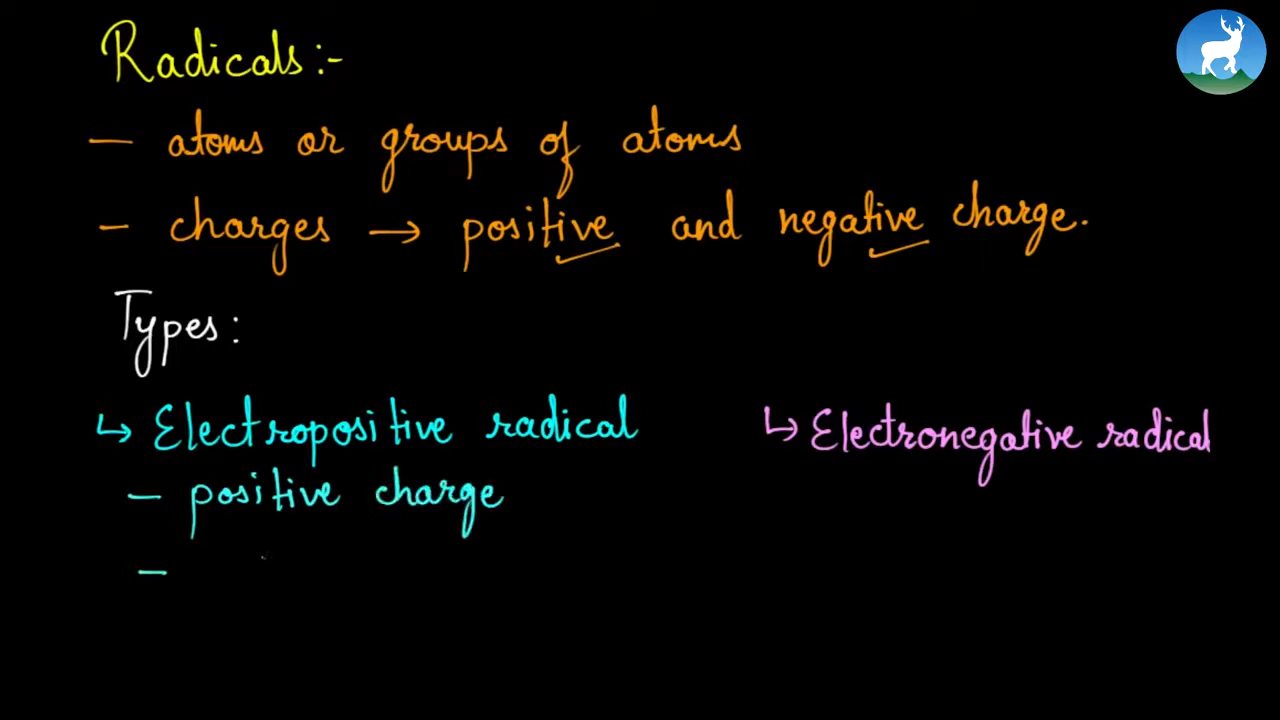 Radicals :-
— atoms or groups of atoms
- charges → positive and negative charge.
Types :
↳ Electropositive radical
— positive charge
—
↳ Electronegative radical